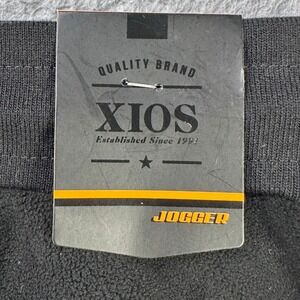 QUALITY BRAND
XIOS
Established Since
JOGGER